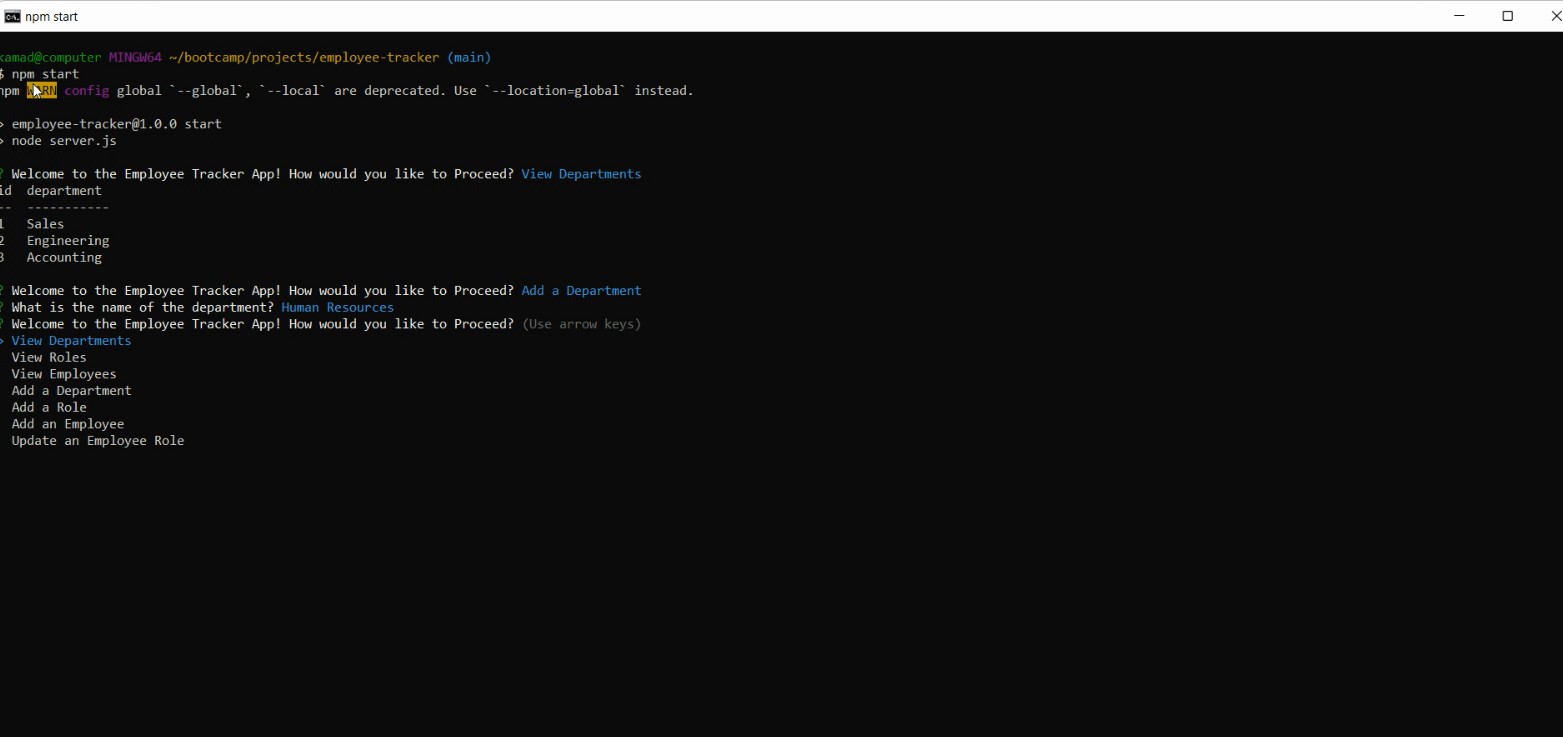 npm start
kamad@computer MINGW64 ~/bootcamp/projects/employee-tracker (main)
$ npm start
npm WARN config global `--global`, `--local` are deprecated. Use `--location=global` instead.
> employee-tracker@1.0.0 start
> node server.js
? Welcome to the Employee Tracker App! How would you like to Proceed? View Departments
id  department
--  -----------
1   Sales
2   Engineering
3   Accounting
? Welcome to the Employee Tracker App! How would you like to Proceed? Add a Department
? What is the name of the department? Human Resources
? Welcome to the Employee Tracker App! How would you like to Proceed? (Use arrow keys)
> View Departments
View Roles
View Employees
Add a Department
Add a Role
Add an Employee
Update an Employee Role